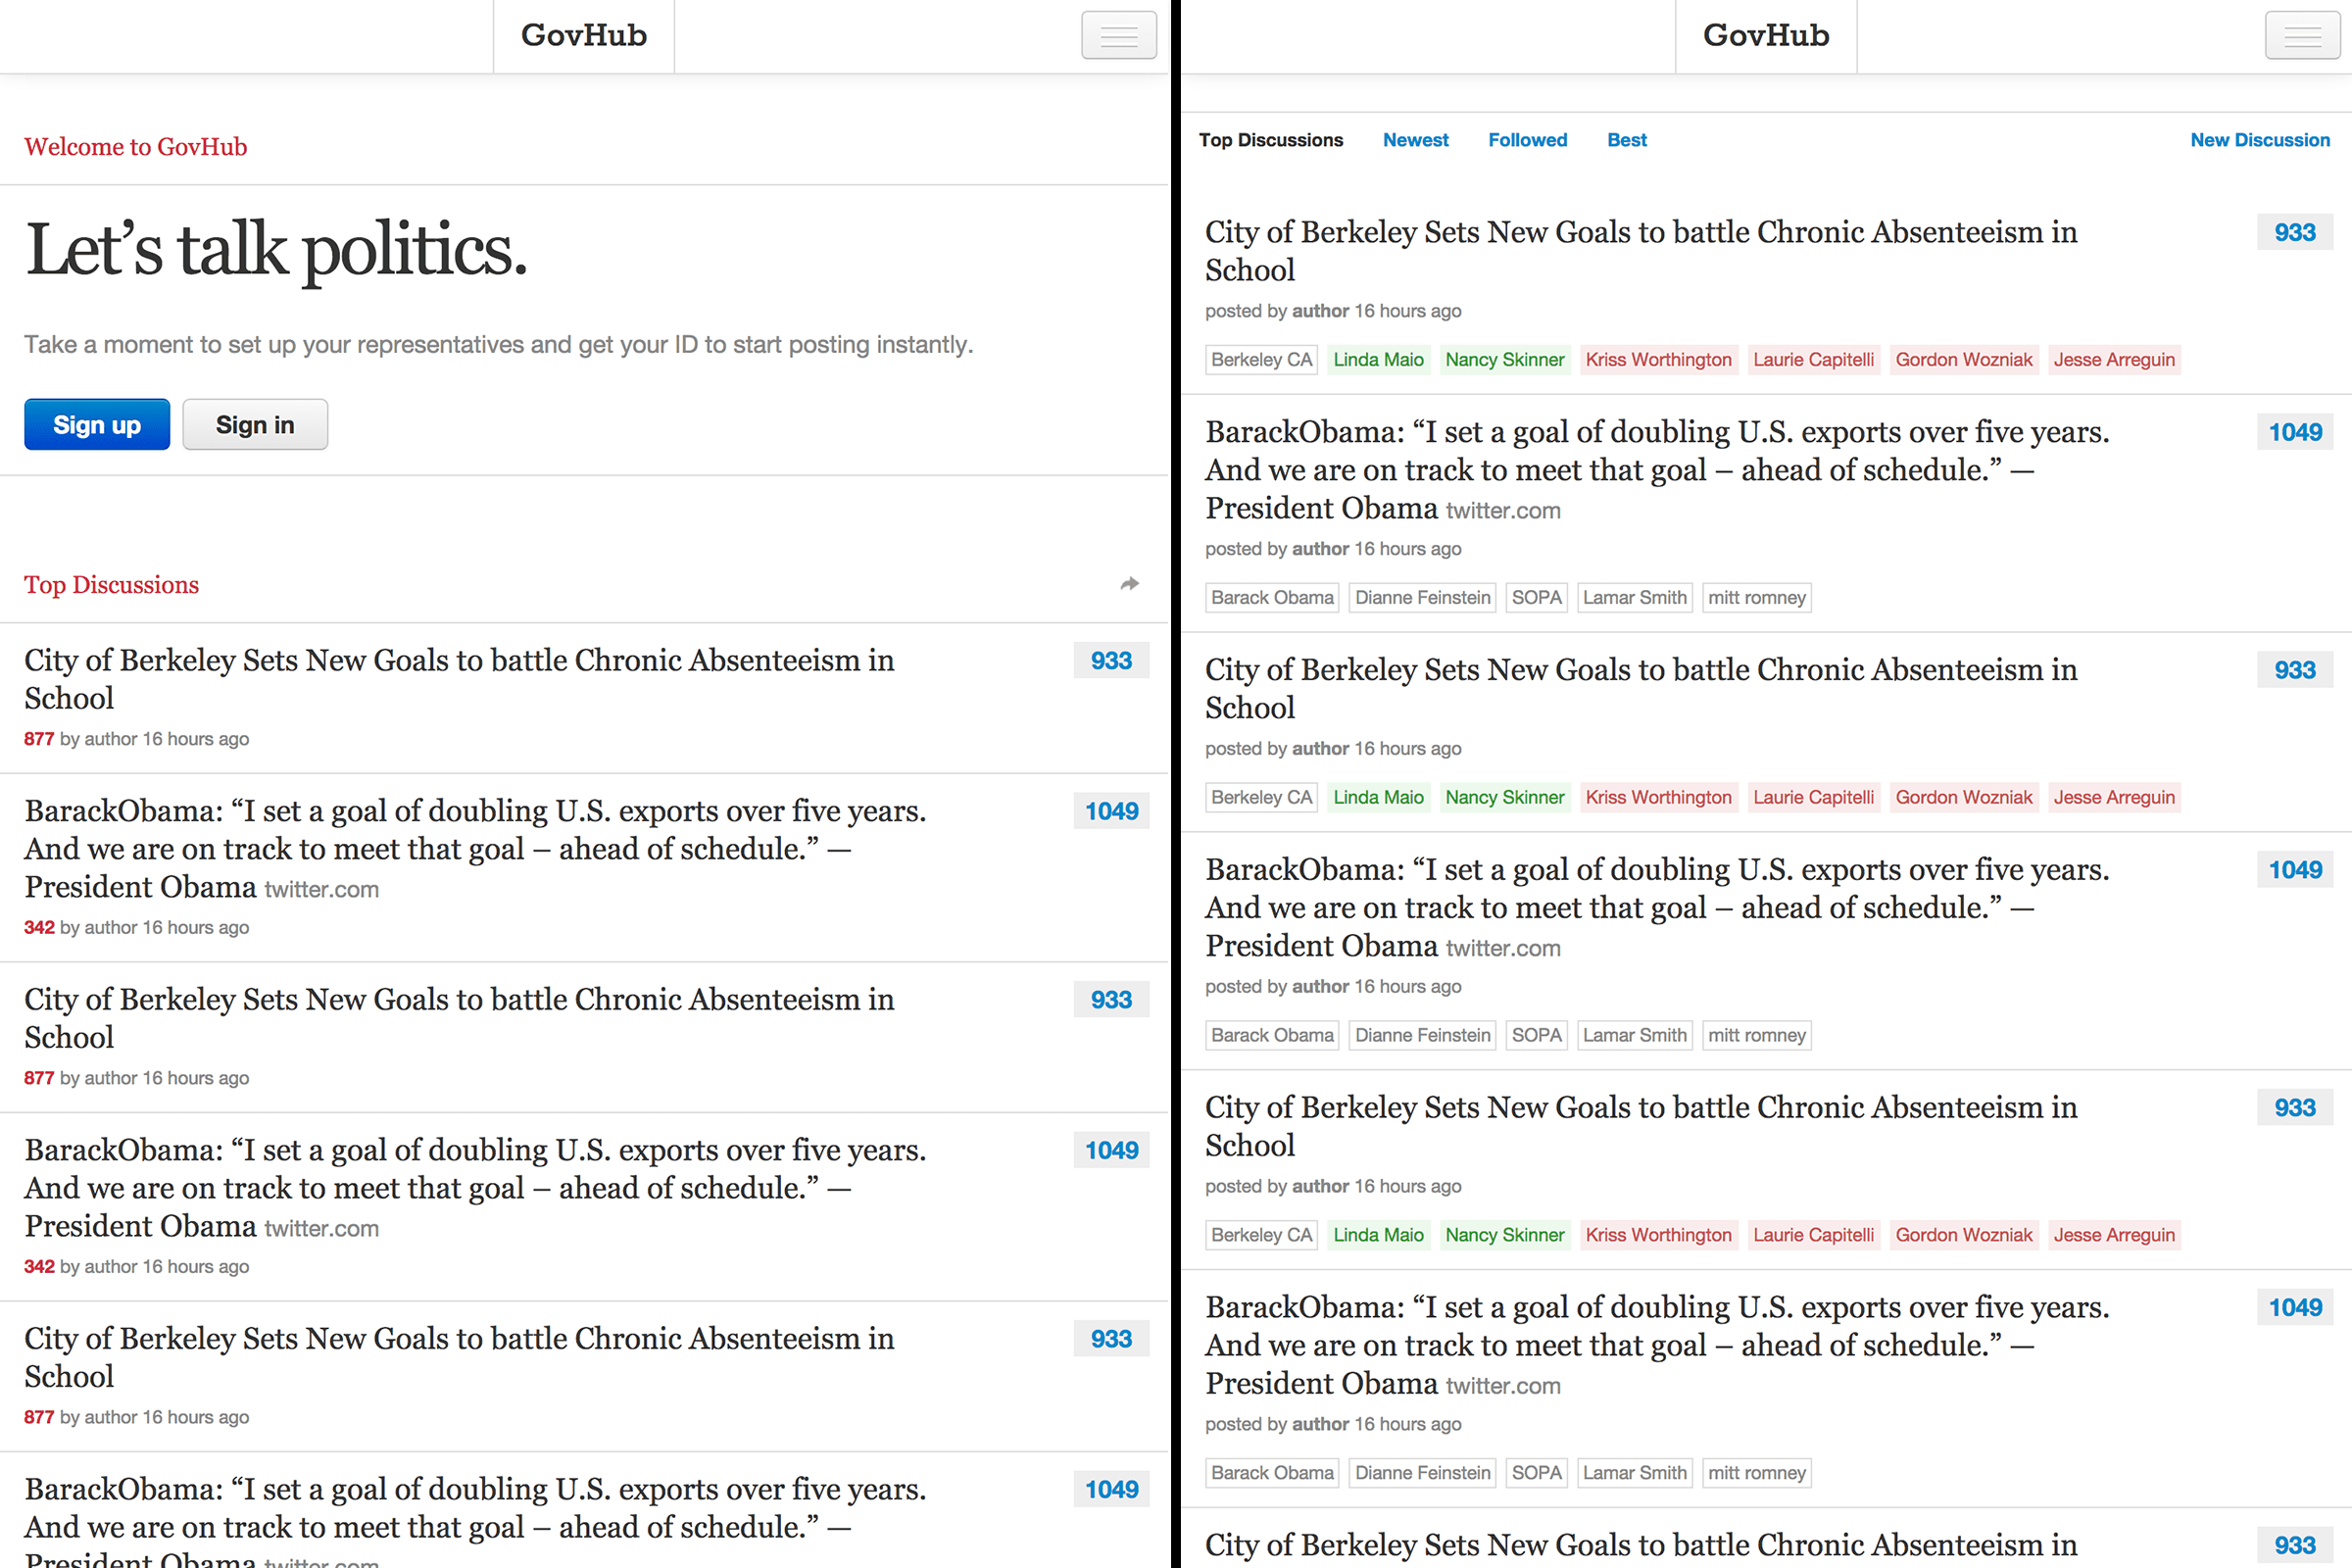 GovHub
Welcome to GovHub
Let’s talk politics.
Take a moment to set up your representatives and get your ID to start posting instantly.
Sign up Sign in
Top Discussions
City of Berkeley Sets New Goals to battle Chronic Absenteeism in 933
School
877 by author 16 hours ago
BarackObama: “I set a goal of doubling U.S. exports over five years. 1049
And we are on track to meet that goal – ahead of schedule.” —
President Obama twitter.com
342 by author 16 hours ago
City of Berkeley Sets New Goals to battle Chronic Absenteeism in 933
School
877 by author 16 hours ago
BarackObama: “I set a goal of doubling U.S. exports over five years. 1049
And we are on track to meet that goal – ahead of schedule.” —
President Obama twitter.com
342 by author 16 hours ago
City of Berkeley Sets New Goals to battle Chronic Absenteeism in 933
School
877 by author 16 hours ago
BarackObama: “I set a goal of doubling U.S. exports over five years. 1049
And we are on track to meet that goal – ahead of schedule.” —
President Obama twitter.com
GovHub
Top Discussions Newest Followed Best New Discussion
City of Berkeley Sets New Goals to battle Chronic Absenteeism in 933
School
posted by author 16 hours ago
Berkeley CA Linda Maio Nancy Skinner Kriss Worthington Laurie Capitelli Gordon Wozniak Jesse Arreguin
BarackObama: “I set a goal of doubling U.S. exports over five years. 1049
And we are on track to meet that goal – ahead of schedule.” —
President Obama twitter.com
posted by author 16 hours ago
Barack Obama Dianne Feinstein SOPA Lamar Smith mitt romney
City of Berkeley Sets New Goals to battle Chronic Absenteeism in 933
School
posted by author 16 hours ago
Berkeley CA Linda Maio Nancy Skinner Kriss Worthington Laurie Capitelli Gordon Wozniak Jesse Arreguin
BarackObama: “I set a goal of doubling U.S. exports over five years. 1049
And we are on track to meet that goal – ahead of schedule.” —
President Obama twitter.com
posted by author 16 hours ago
Barack Obama Dianne Feinstein SOPA Lamar Smith mitt romney
City of Berkeley Sets New Goals to battle Chronic Absenteeism in 933
School
posted by author 16 hours ago
Berkeley CA Linda Maio Nancy Skinner Kriss Worthington Laurie Capitelli Gordon Wozniak Jesse Arreguin
BarackObama: “I set a goal of doubling U.S. exports over five years. 1049
And we are on track to meet that goal – ahead of schedule.” —
President Obama twitter.com
posted by author 16 hours ago
Barack Obama Dianne Feinstein SOPA Lamar Smith mitt romney
City of Berkeley Sets New Goals to battle Chronic Absenteeism in 933